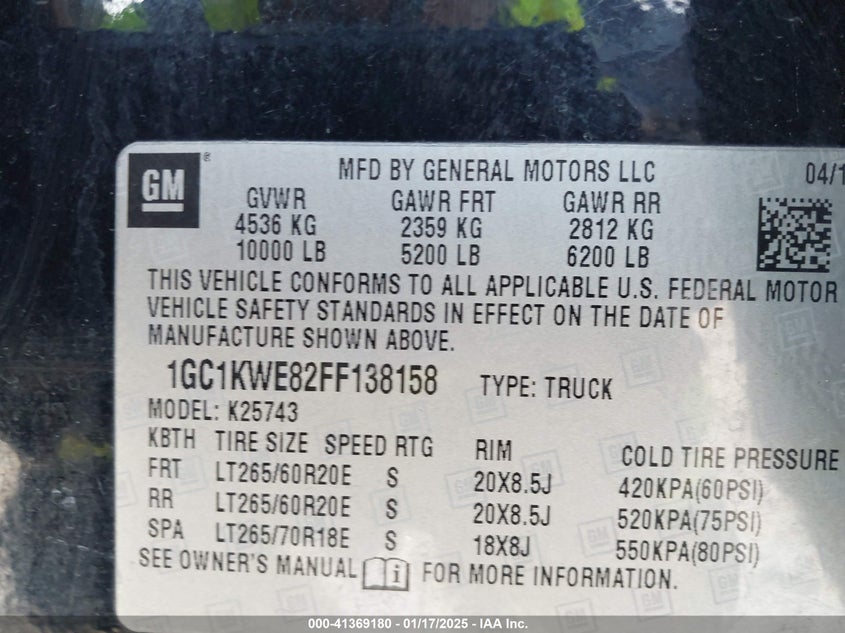 GM
MFD BY GENERAL MOTORS LLC
GVWR GAWR FRT GAWR RR
4536 KG 2359 KG 2812 KG
10000 LB 5200 LB 6200 LB
THIS VEHICLE CONFORMS TO ALL APPLICABLE U.S. FEDERAL MOTOR
VEHICLE SAFETY STANDARDS IN EFFECT ON THE DATE OF
MANUFACTURE SHOWN ABOVE.
1GC1KWE82FF138158 TYPE: TRUCK
MODEL: K25743
KBTH TIRE SIZE SPEED RTG RIM COLD TIRE PRESSURE
FRT LT265/60R20E S 20X8.5J 420KPA(60PSI)
RR LT265/60R20E S 20X8.5J 520KPA(75PSI)
SPA LT265/70R18E S 18X8J 550KPA(80PSI)
SEE OWNER'S MANUAL i FOR MORE INFORMATION.
000-41369180 - 01/17/2025 - IAA Inc.